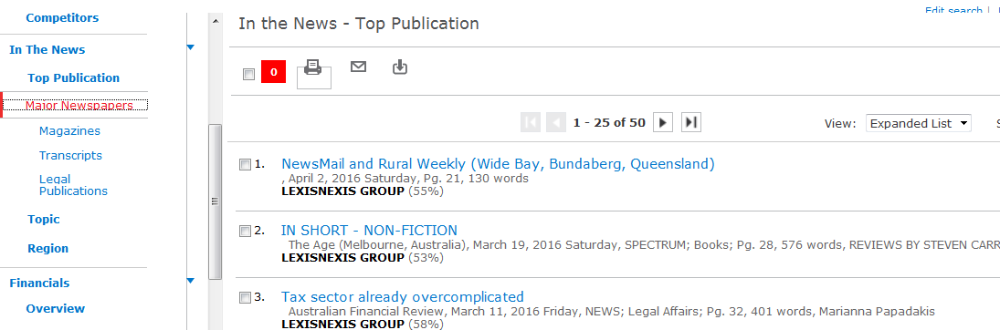 Competitors
In The News
Top Publication
Major Newspapers
Magazines
Transcripts
Legal
Publications
Topic
Region
Financials
Overview
Edit search |
In the News - Top Publication
0
1 - 25 of 50
View: Expanded List
1. NewsMail and Rural Weekly (Wide Bay, Bundaberg, Queensland)
, April 2, 2016 Saturday, Pg. 21, 130 words
LEXISNEXIS GROUP (55%)
2. IN SHORT - NON-FICTION
The Age (Melbourne, Australia), March 19, 2016 Saturday, SPECTRUM; Books; Pg. 28, 576 words, REVIEWS BY STEVEN CARR
LEXISNEXIS GROUP (53%)
3. Tax sector already overcomplicated
Australian Financial Review, March 11, 2016 Friday, NEWS; Legal Affairs; Pg. 32, 401 words, Marianna Papadakis
LEXISNEXIS GROUP (58%)